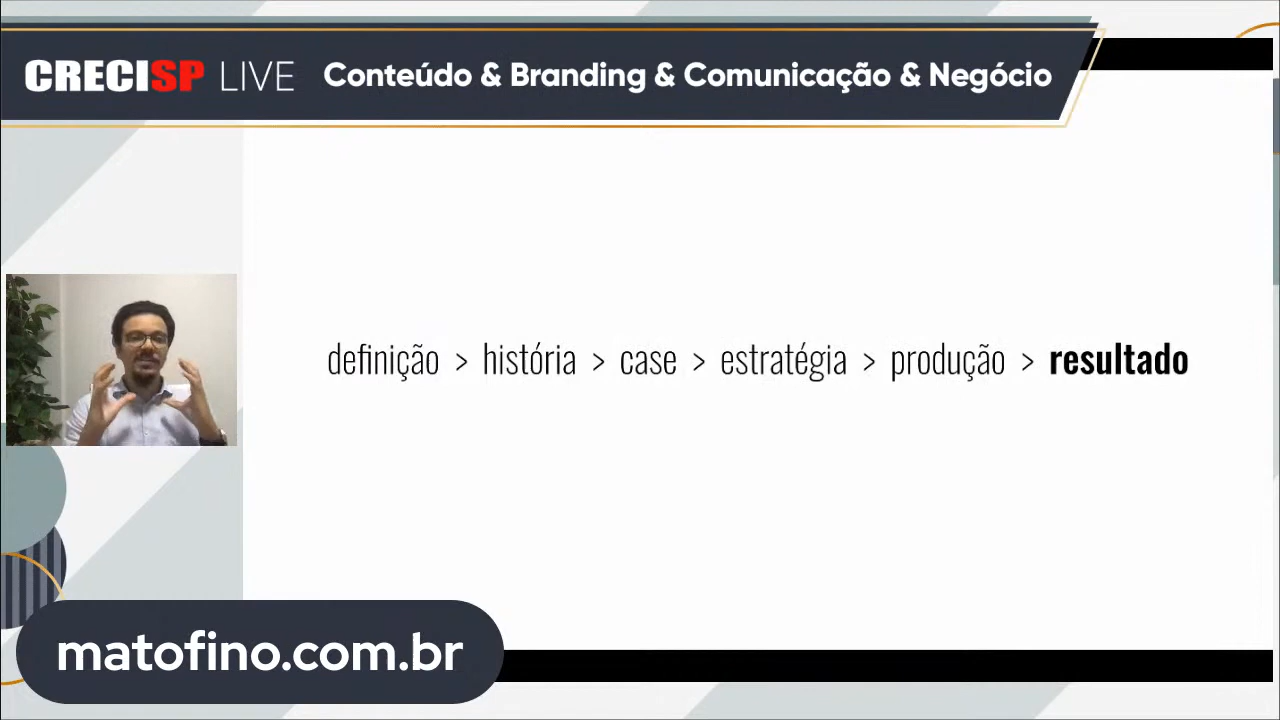 CRECISP LIVE Conteúdo & Branding & Comunicação & Negócio
definição > história > case > estratégia > produção > resultado
matofino.com.br